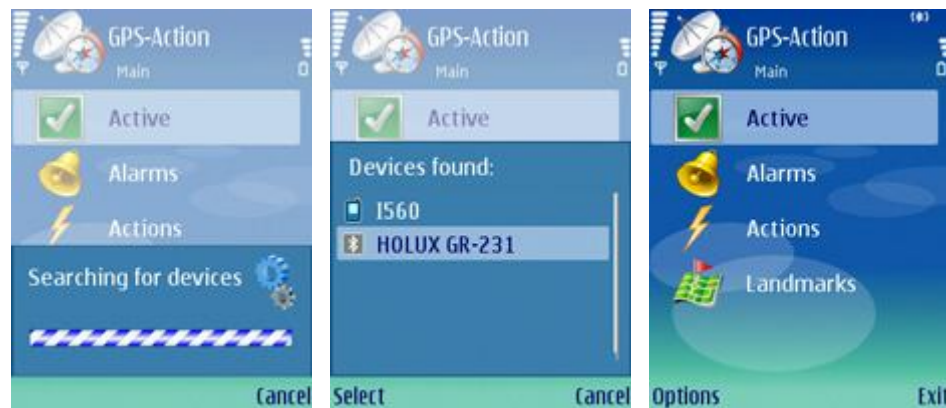 GPS-Action
Main
Active
Alarms
Actions
Searching for devices
Cancel
GPS-Action
Main
Active
Devices found:
I560
HOLUX GR-231
Select Cancel
GPS-Action
Main
Active
Alarms
Actions
Landmarks
Options Exit